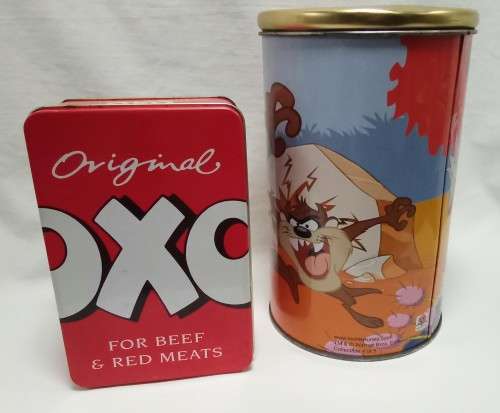 Original
OXO
FOR BEEF
& RED MEATS